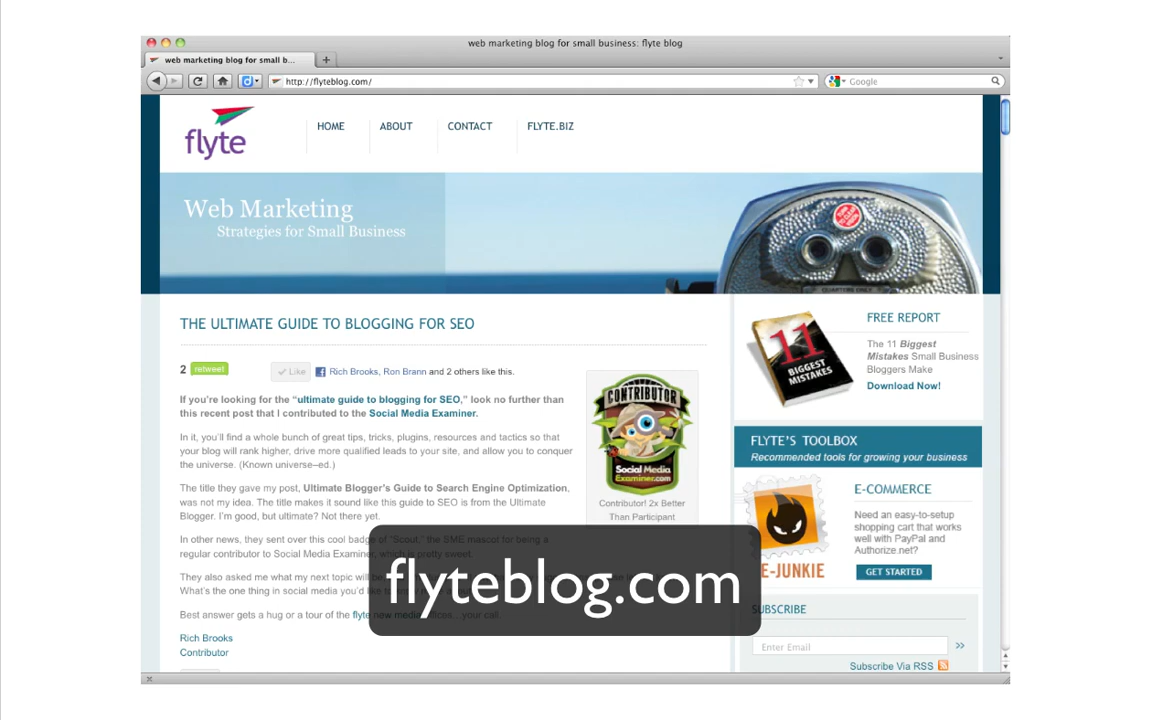 web marketing blog for small business: flyte blog
web marketing blog for small b...
http://flyteblog.com/
Google
flyte
HOME
ABOUT
CONTACT
FLYTE.BIZ
Web Marketing
Strategies for Small Business
THE ULTIMATE GUIDE TO BLOGGING FOR SEO
2 retweet
Like
Rich Brooks, Ron Brann and 2 others like this.
If you're looking for the "ultimate guide to blogging for SEO," look no further than
this recent post that I contributed to the Social Media Examiner.
In it, you'll find a whole bunch of great tips, tricks, plugins, resources and tactics so that
your blog will rank higher, drive more qualified leads to your site, and allow you to conquer
the universe. (Known universe–ed.)
The title they gave my post, Ultimate Blogger's Guide to Search Engine Optimization,
was not my idea. The title makes it sound like this guide to SEO is from the Ultimate
Blogger. I'm good, but ultimate? Not there yet.
In other news, they sent over this cool badge of "Scout," the SME mascot for being a
regular contributor to Social Media Examiner, which is pretty sweet.
They also asked me what my next topic will be
What's the one thing in social media you'd like
Best answer gets a hug or a tour of the flyte new media offices...your call.
Rich Brooks
Contributor
CONTRIBUTOR
Social Media
Examiner.com
Contributor! 2x Better
Than Participant
flyteblog.com
11
BIGGEST
MISTAKES
FREE REPORT
The 11 Biggest
Mistakes Small Business
Bloggers Make
Download Now!
FLYTE'S TOOLBOX
Recommended tools for growing your business
E-JUNKIE
E-COMMERCE
Need an easy-to-setup
shopping cart that works
well with PayPal and
Authorize.net?
GET STARTED
SUBSCRIBE
Enter Email
>>
Subscribe Via RSS